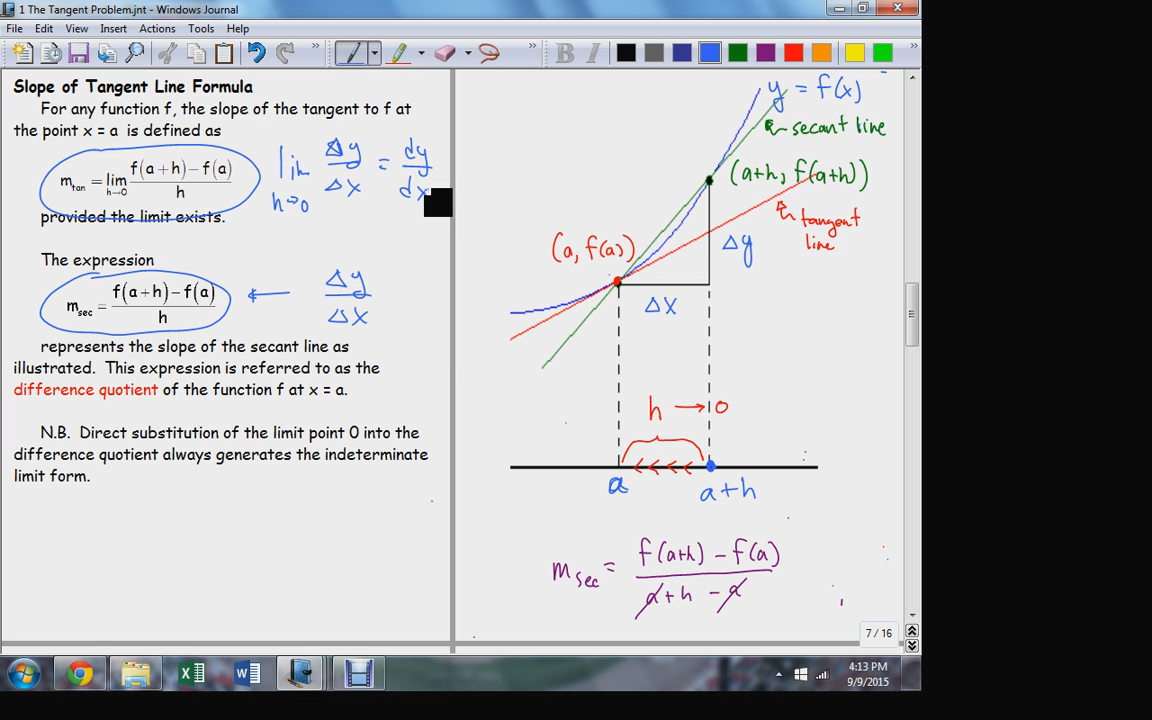 1 The Tangent Problem.jnt - Windows Journal
File Edit View Insert Actions Tools Help
B I
Slope of Tangent Line Formula
For any function f, the slope of the tangent to f at
the point x = a is defined as
m_tan = lim_{h→0} (f(a+h) − f(a)) / h
lim_{h→0} Δy/Δx = dy/dx
provided the limit exists.
The expression
m_sec = (f(a+h) − f(a)) / h ← Δy/Δx
represents the slope of the secant line as
illustrated. This expression is referred to as the
difference quotient of the function f at x = a.
N.B. Direct substitution of the limit point 0 into the
difference quotient always generates the indeterminate
limit form.
y = f(x)
secant line
(a+h, f(a+h))
tangent
line
(a, f(a))
Δy
Δx
h → 0
a
a+h
m_sec = (f(a+h) − f(a)) / (a + h − a)
7 / 16
4:13 PM
9/9/2015